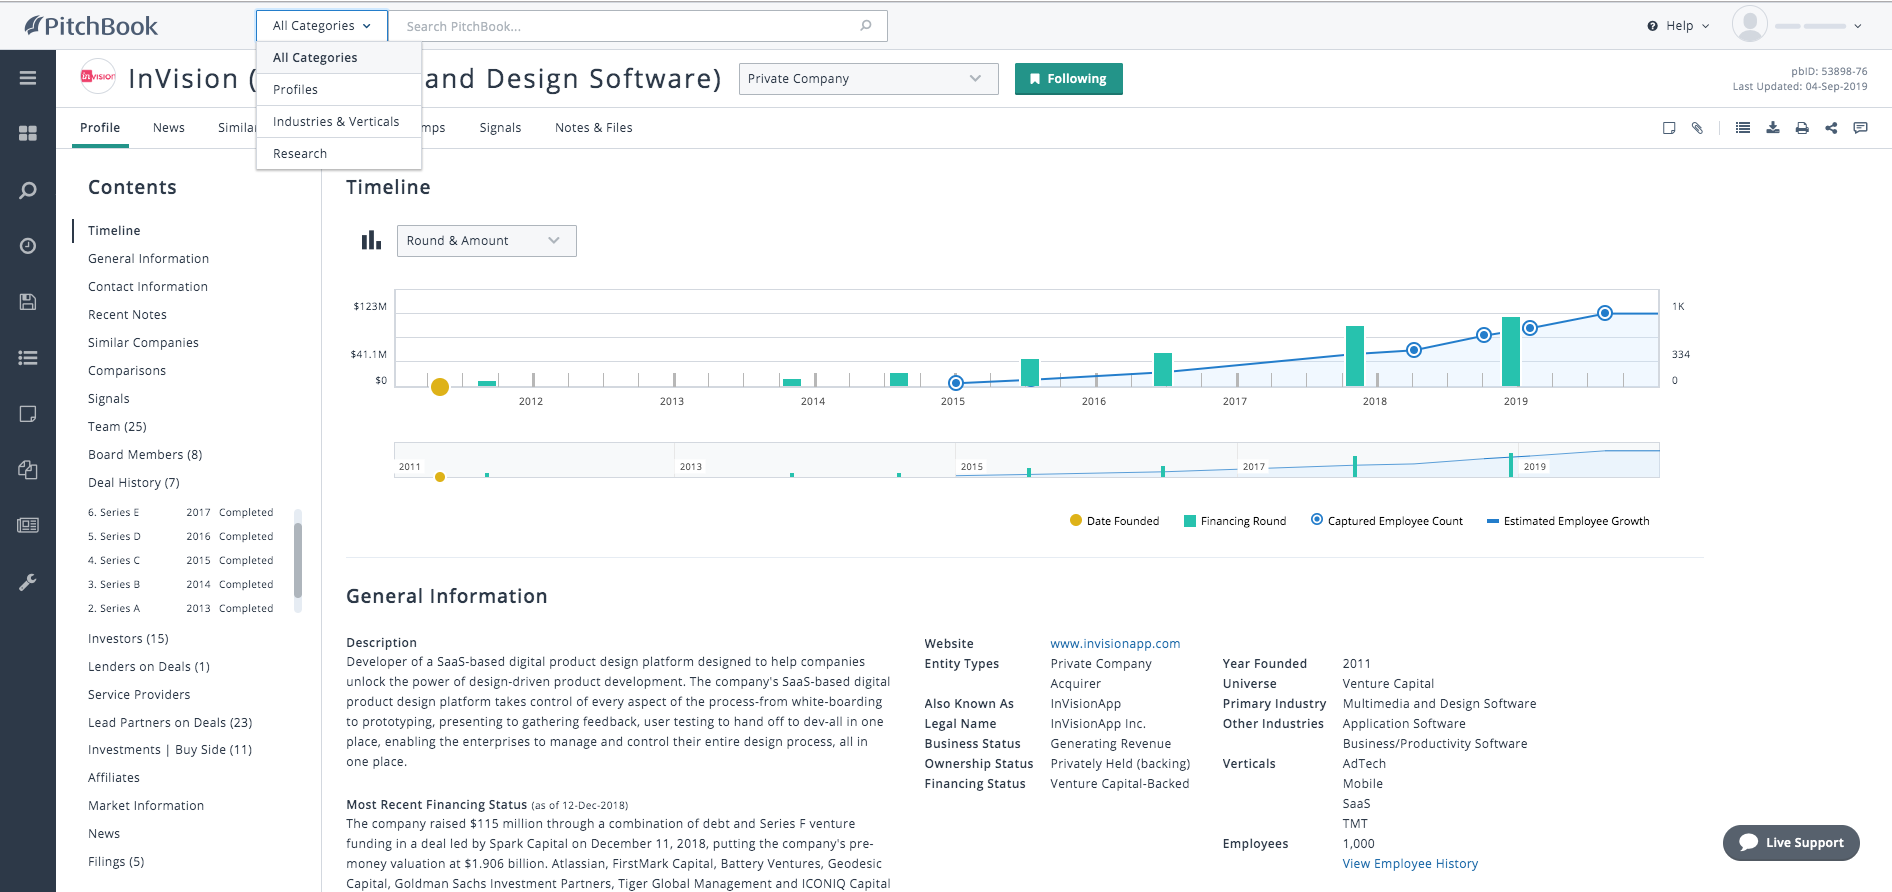 PitchBook
All Categories
Search PitchBook...
Help
All Categories
Profiles
Industries & Verticals
Research
inVision
InVision (
and Design Software)
Private Company
Following
pbID: 53898-76
Last Updated: 04-Sep-2019
Profile
News
Signals
Notes & Files
Contents
Timeline
General Information
Contact Information
Recent Notes
Similar Companies
Comparisons
Signals
Team (25)
Board Members (8)
Deal History (7)
6. Series E 2017 Completed
5. Series D 2016 Completed
4. Series C 2015 Completed
3. Series B 2014 Completed
2. Series A 2013 Completed
Investors (15)
Lenders on Deals (1)
Service Providers
Lead Partners on Deals (23)
Investments | Buy Side (11)
Affiliates
Market Information
News
Filings (5)
Timeline
Round & Amount
$123M
$41.1M
$0
1K
334
0
2012 2013 2014 2015 2016 2017 2018 2019
2011 2013 2015 2017 2019
Date Founded Financing Round Captured Employee Count Estimated Employee Growth
General Information
Description
Developer of a SaaS-based digital product design platform designed to help companies
unlock the power of design-driven product development. The company's SaaS-based digital
product design platform takes control of every aspect of the process-from white-boarding
to prototyping, presenting to gathering feedback, user testing to hand off to dev-all in one
place, enabling the enterprises to manage and control their entire design process, all in
one place.
Most Recent Financing Status (as of 12-Dec-2018)
The company raised $115 million through a combination of debt and Series F venture
funding in a deal led by Spark Capital on December 11, 2018, putting the company's pre-
money valuation at $1.906 billion. Atlassian, FirstMark Capital, Battery Ventures, Geodesic
Capital, Goldman Sachs Investment Partners, Tiger Global Management and ICONIQ Capital
Website www.invisionapp.com
Entity Types Private Company
Acquirer
Also Known As InVisionApp
Legal Name InVisionApp Inc.
Business Status Generating Revenue
Ownership Status Privately Held (backing)
Financing Status Venture Capital-Backed
Year Founded 2011
Universe Venture Capital
Primary Industry Multimedia and Design Software
Other Industries Application Software
Business/Productivity Software
Verticals AdTech
Mobile
SaaS
TMT
Employees 1,000
View Employee History
Live Support